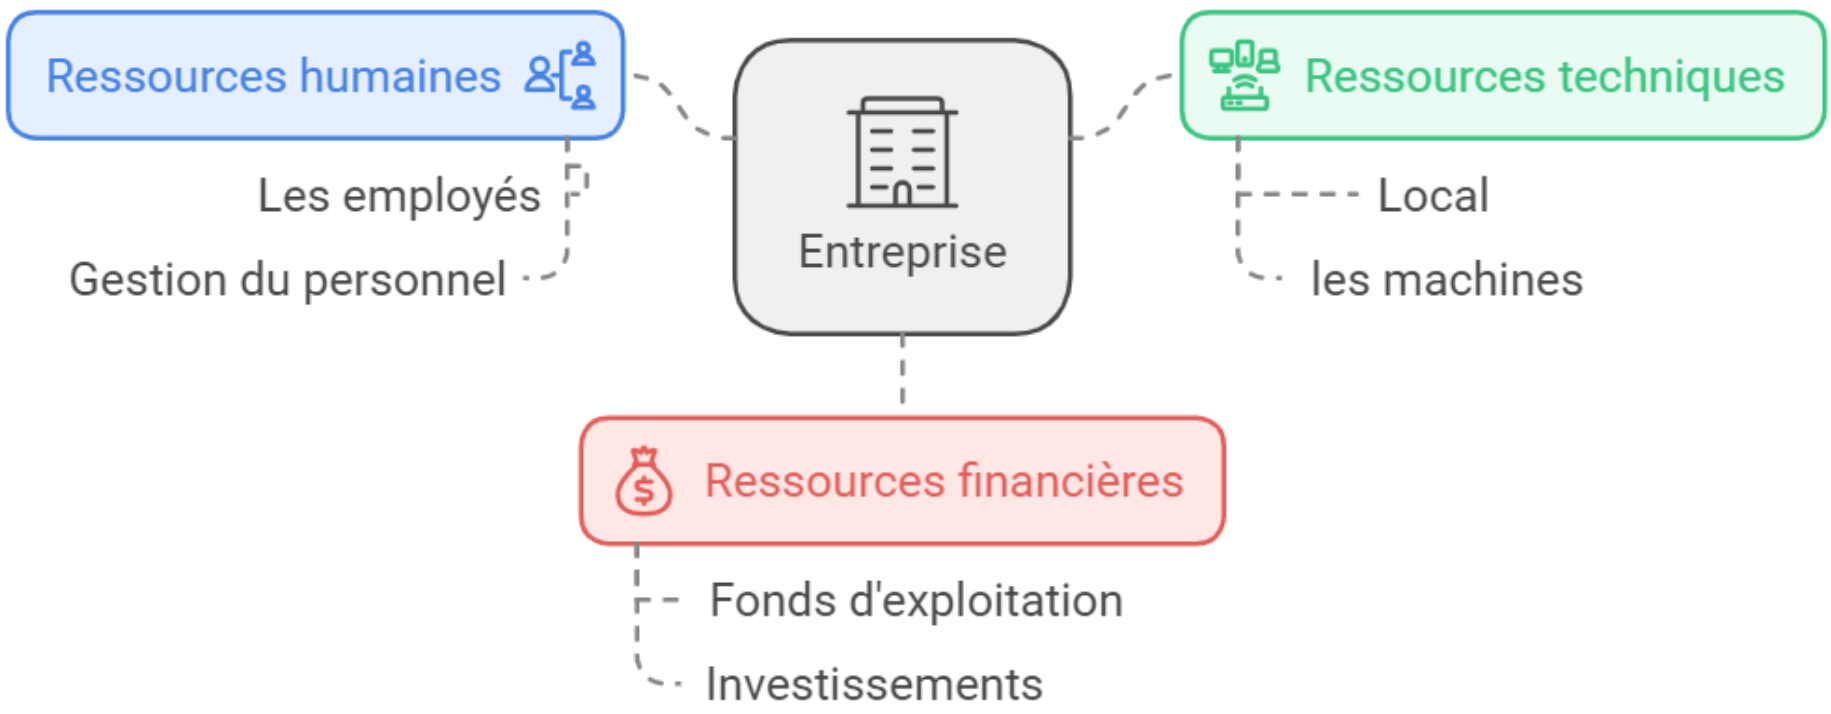 Ressources humaines
Les employés
Gestion du personnel
Entreprise
Ressources techniques
Local
les machines
$
Ressources financières
Fonds d'exploitation
Investissements